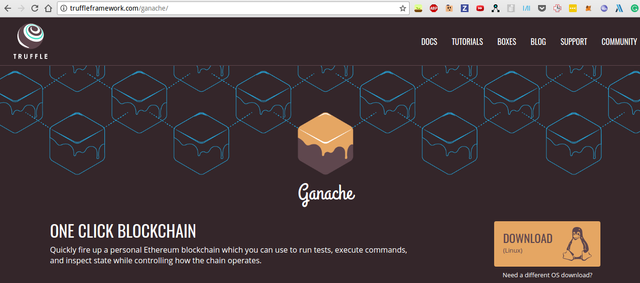 truffleframework.com/ganache/
TRUFFLE
DOCS TUTORIALS BOXES BLOG SUPPORT COMMUNITY
Ganache
ONE CLICK BLOCKCHAIN
Quickly fire up a personal Ethereum blockchain which you can use to run tests, execute commands,
and inspect state while controlling how the chain operates.
DOWNLOAD
(Linux)
Need a different OS download?